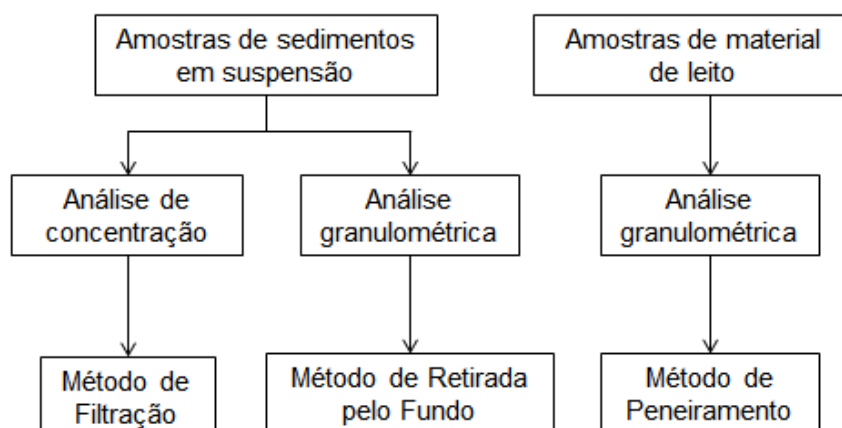 Amostras de sedimentos
em suspensão
Amostras de material
de leito
Análise de
concentração
Análise
granulométrica
Análise
granulométrica
Método de
Filtração
Método de Retirada
pelo Fundo
Método de
Peneiramento